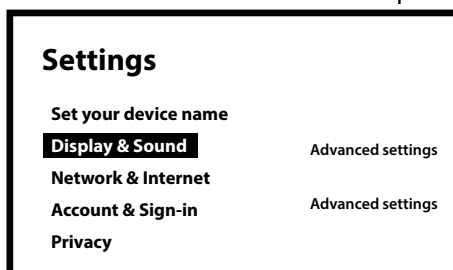 Settings
Set your device name
Display & Sound
Advanced settings
Network & Internet
Account & Sign-in
Advanced settings
Privacy